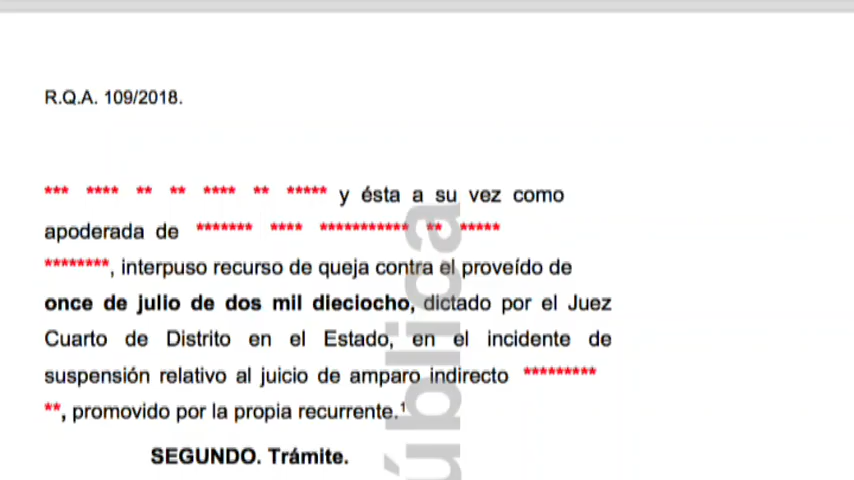 R.Q.A. 109/2018.
*** **** ** ** **** ** ***** y ésta a su vez como
apoderada de ******* **** *********** ** *****
********, interpuso recurso de queja contra el proveído de
once de julio de dos mil dieciocho, dictado por el Juez
Cuarto de Distrito en el Estado, en el incidente de
suspensión relativo al juicio de amparo indirecto *********
**, promovido por la propia recurrente.¹
SEGUNDO. Trámite.
ública